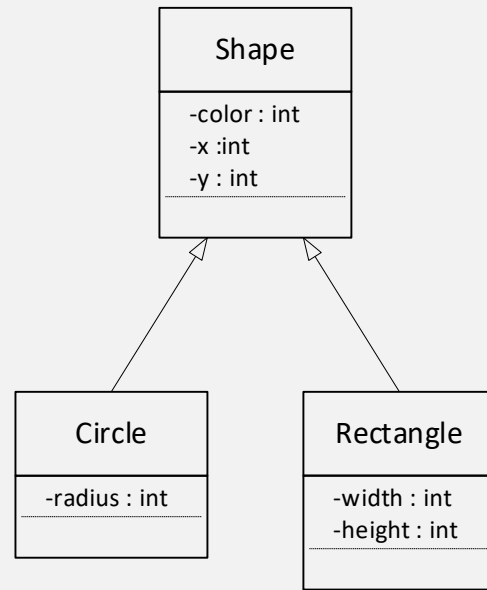 Shape
-color : int
-x :int
-y : int
Circle
-radius : int
Rectangle
-width : int
-height : int